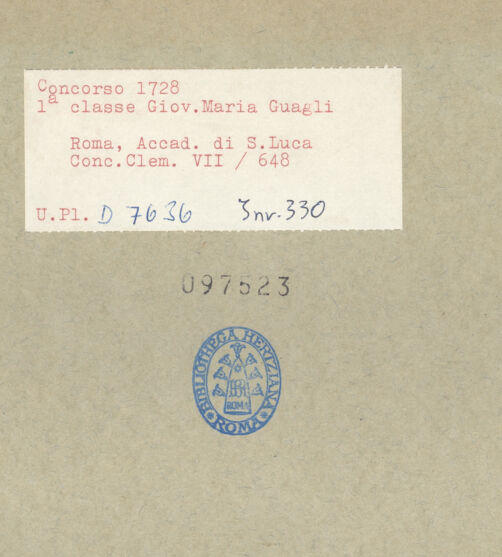 Concorso 1728
1ª classe Giov.Maria Guagli
Roma, Accad. di S.Luca
Conc.Clem. VII / 648
U.Pl. D 7636 Inv.330
097523
BIBLIOTHECA HERTZIANA
ROMA
ROMA